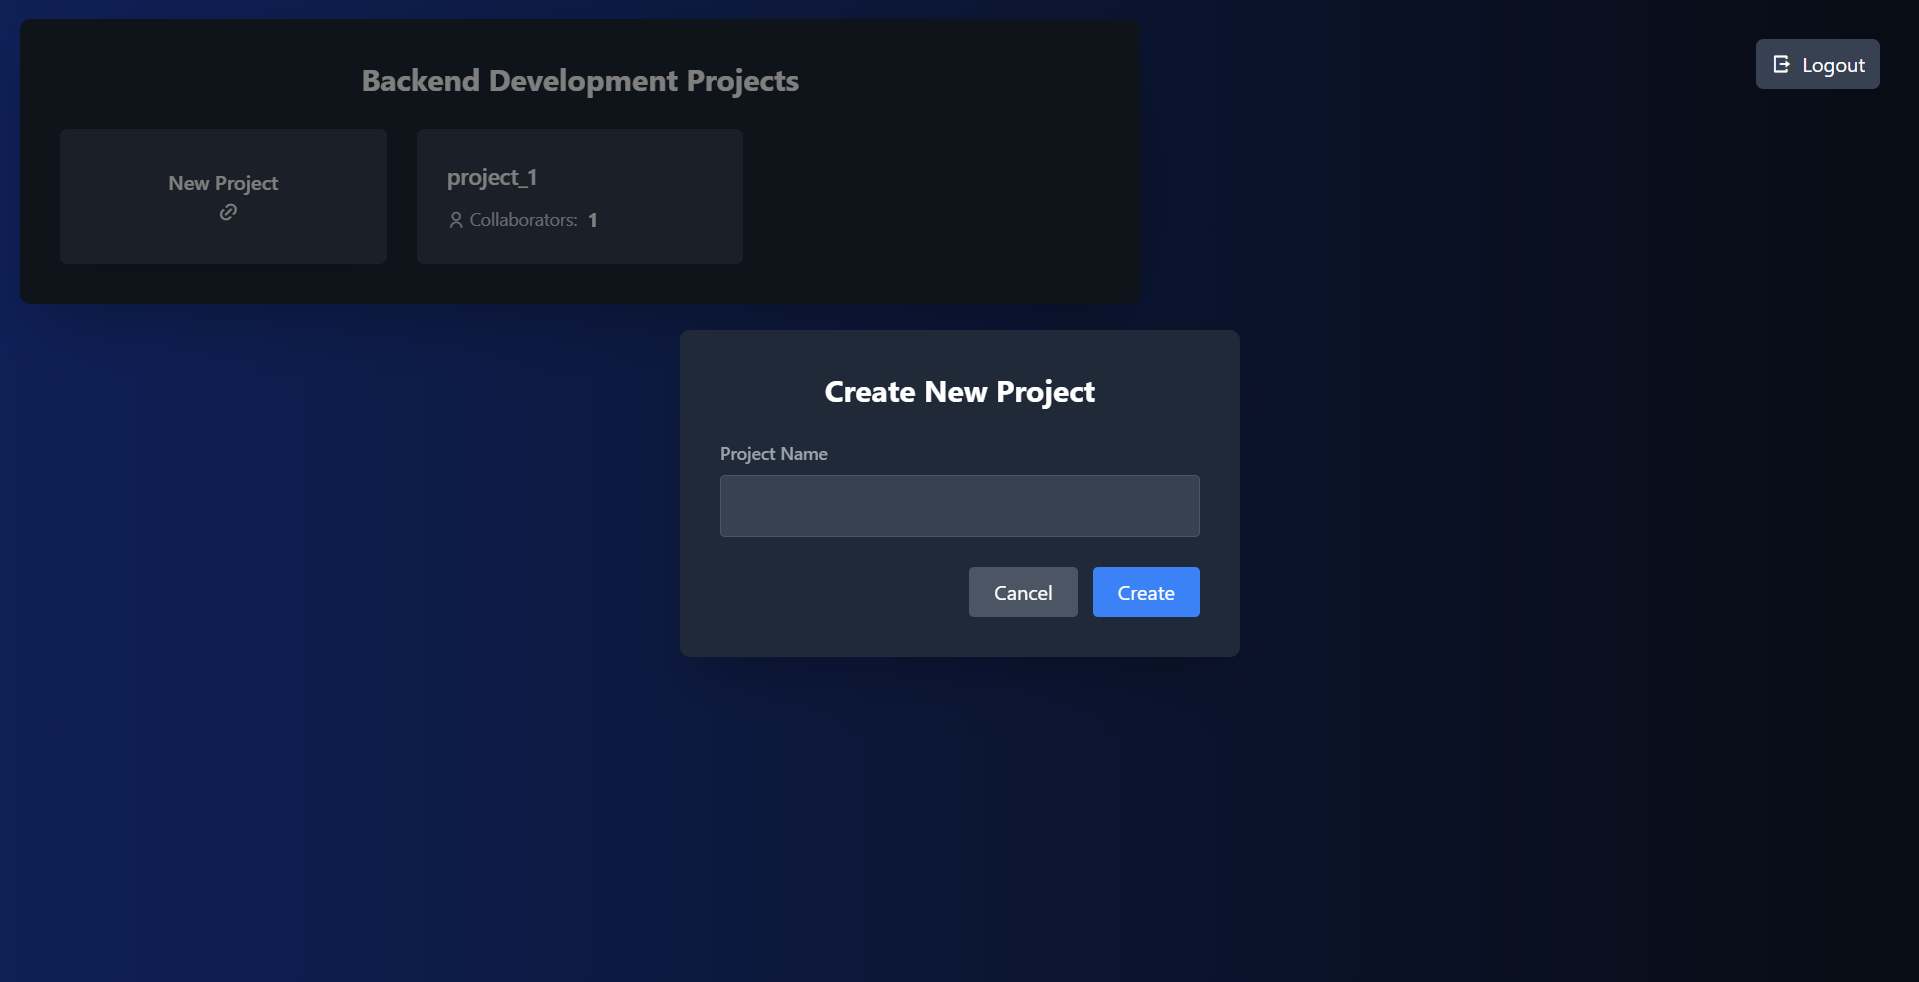 Backend Development Projects
Logout
New Project
project_1
Collaborators: 1
Create New Project
Project Name
Cancel
Create